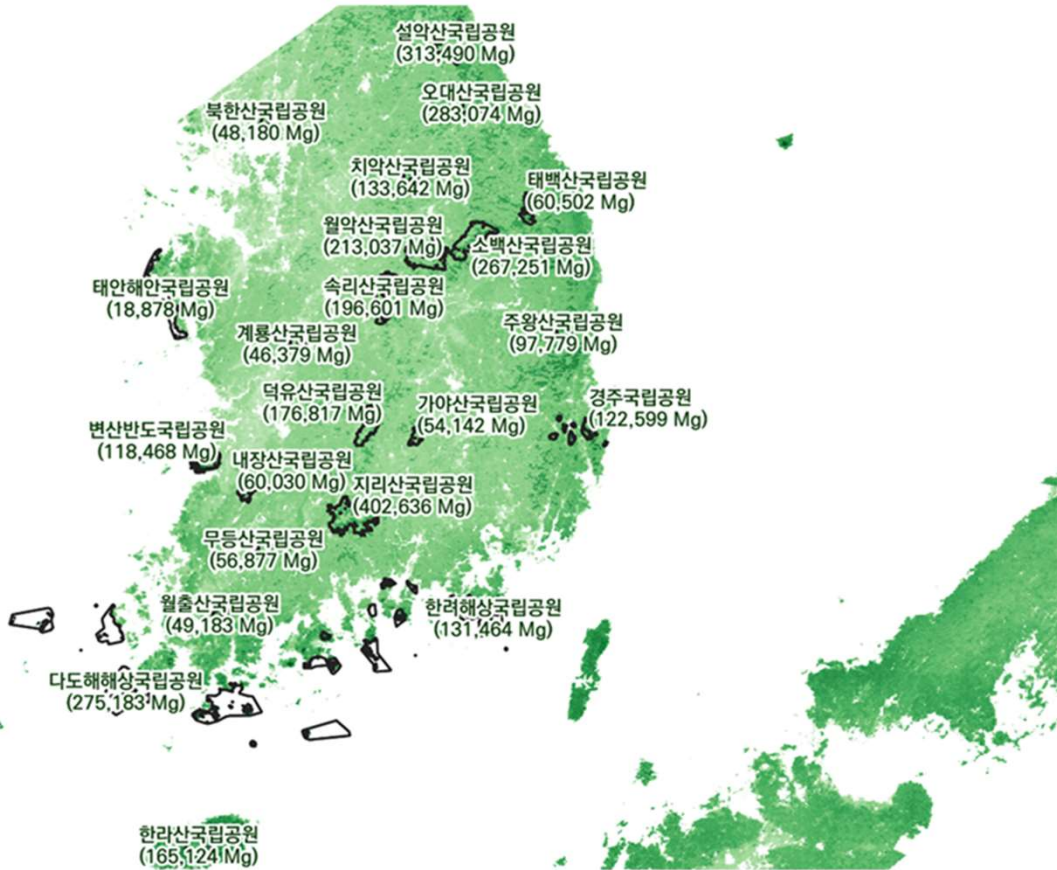 설악산국립공원
(313,490 Mg)
오대산국립공원
(283,074 Mg)
북한산국립공원
(48,180 Mg)
치악산국립공원
(133,642 Mg)
태백산국립공원
(60,502 Mg)
월악산국립공원
(213,037 Mg)
소백산국립공원
(267,251 Mg)
태안해안국립공원
(18,878 Mg)
속리산국립공원
(196,601 Mg)
주왕산국립공원
(97,779 Mg)
계룡산국립공원
(46,379 Mg)
덕유산국립공원
(176,817 Mg)
가야산국립공원
(54,142 Mg)
경주국립공원
(122,599 Mg)
변산반도국립공원
(118,468 Mg)
내장산국립공원
(60,030 Mg)
지리산국립공원
(402,636 Mg)
무등산국립공원
(56,877 Mg)
월출산국립공원
(49,183 Mg)
한려해상국립공원
(131,464 Mg)
다도해해상국립공원
(275,183 Mg)
한라산국립공원
(165,124 Mg)